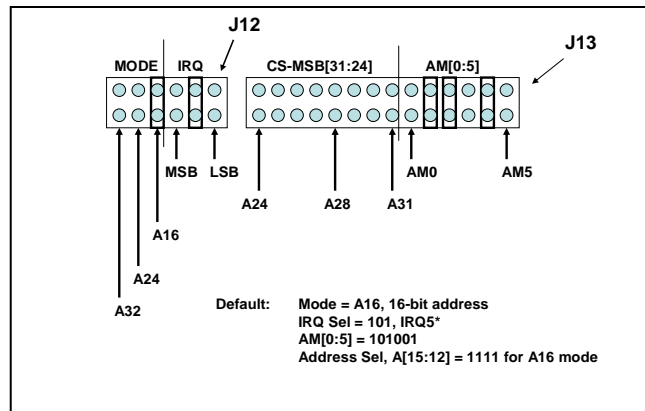 J12
J13
MODE IRQ CS-MSB[31:24] AM[0:5]
MSB LSB A24 A28 A31 AM0 AM5
A16
A24
A32
Default: Mode = A16, 16-bit address
IRQ Sel = 101, IRQ5*
AM[0:5] = 101001
Address Sel, A[15:12] = 1111 for A16 mode